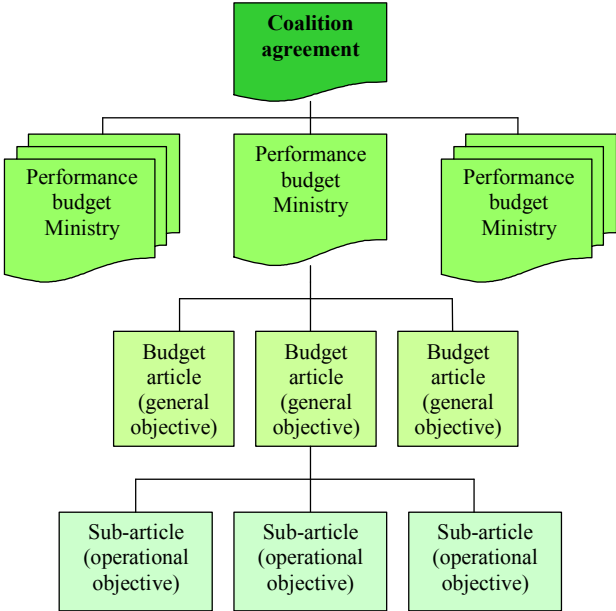 Coalition
agreement
Performance
budget
Ministry
Performance
budget
Ministry
Performance
budget
Ministry
Budget
article
(general
objective)
Budget
article
(general
objective)
Budget
article
(general
objective)
Sub-article
(operational
objective)
Sub-article
(operational
objective)
Sub-article
(operational
objective)